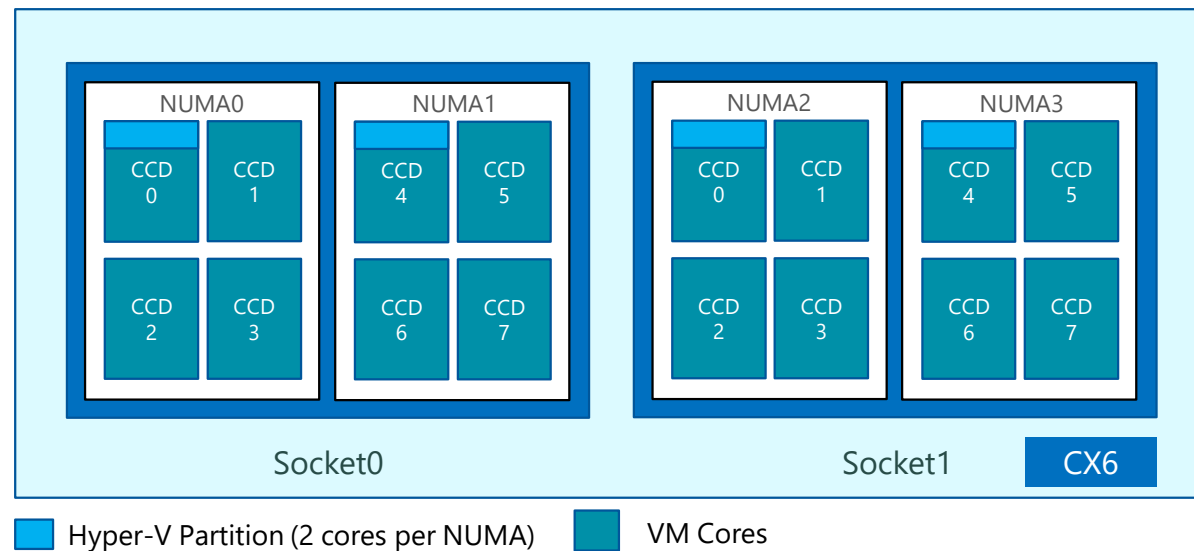 NUMA0
NUMA1
NUMA2
NUMA3
CCD
0
CCD
1
CCD
4
CCD
5
CCD
0
CCD
1
CCD
4
CCD
5
CCD
2
CCD
3
CCD
6
CCD
7
CCD
2
CCD
3
CCD
6
CCD
7
Socket0
Socket1
CX6
Hyper-V Partition (2 cores per NUMA)
VM Cores